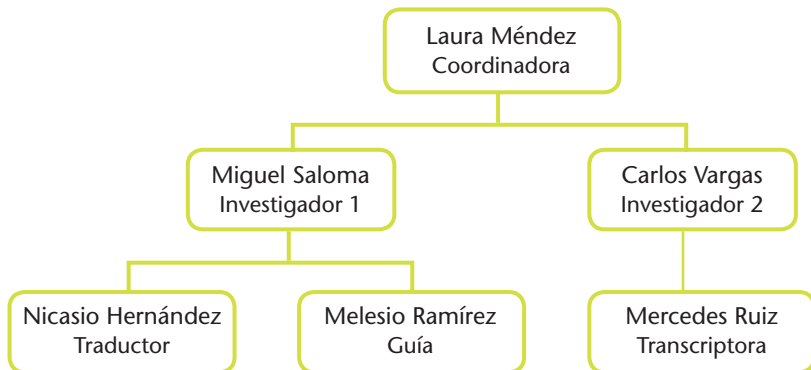 Laura Méndez
Coordinadora
Miguel Saloma
Investigador 1
Carlos Vargas
Investigador 2
Nicasio Hernández
Traductor
Melesio Ramírez
Guía
Mercedes Ruiz
Transcriptora